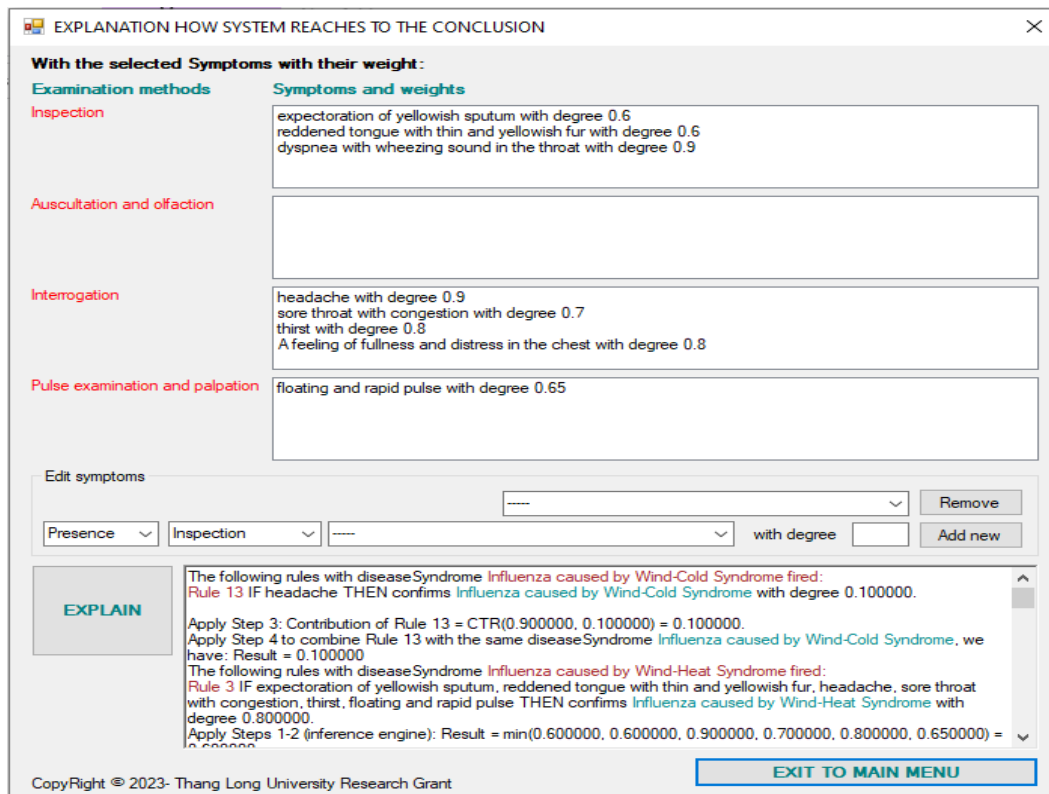 EXPLANATION HOW SYSTEM REACHES TO THE CONCLUSION
With the selected Symptoms with their weight:
Examination methods
Symptoms and weights
Inspection
expectoration of yellowish sputum with degree 0.6
reddened tongue with thin and yellowish fur with degree 0.6
dyspnea with wheezing sound in the throat with degree 0.9
Auscultation and olfaction
Interrogation
headache with degree 0.9
sore throat with congestion with degree 0.7
thirst with degree 0.8
A feeling of fullness and distress in the chest with degree 0.8
Pulse examination and palpation
floating and rapid pulse with degree 0.65
Edit symptoms
-----
Remove
Presence
Inspection
-----
with degree
Add new
EXPLAIN
The following rules with diseaseSyndrome Influenza caused by Wind-Cold Syndrome fired:
Rule 13 IF headache THEN confirms Influenza caused by Wind-Cold Syndrome with degree 0.100000.
Apply Step 3: Contribution of Rule 13 = CTR(0.900000, 0.100000) = 0.100000.
Apply Step 4 to combine Rule 13 with the same diseaseSyndrome Influenza caused by Wind-Cold Syndrome, we
have: Result = 0.100000
The following rules with diseaseSyndrome Influenza caused by Wind-Heat Syndrome fired:
Rule 3 IF expectoration of yellowish sputum, reddened tongue with thin and yellowish fur, headache, sore throat
with congestion, thirst, floating and rapid pulse THEN confirms Influenza caused by Wind-Heat Syndrome with
degree 0.800000.
Apply Steps 1-2 (inference engine): Result = min(0.600000, 0.600000, 0.900000, 0.700000, 0.800000, 0.650000) =
CopyRight © 2023- Thang Long University Research Grant
EXIT TO MAIN MENU